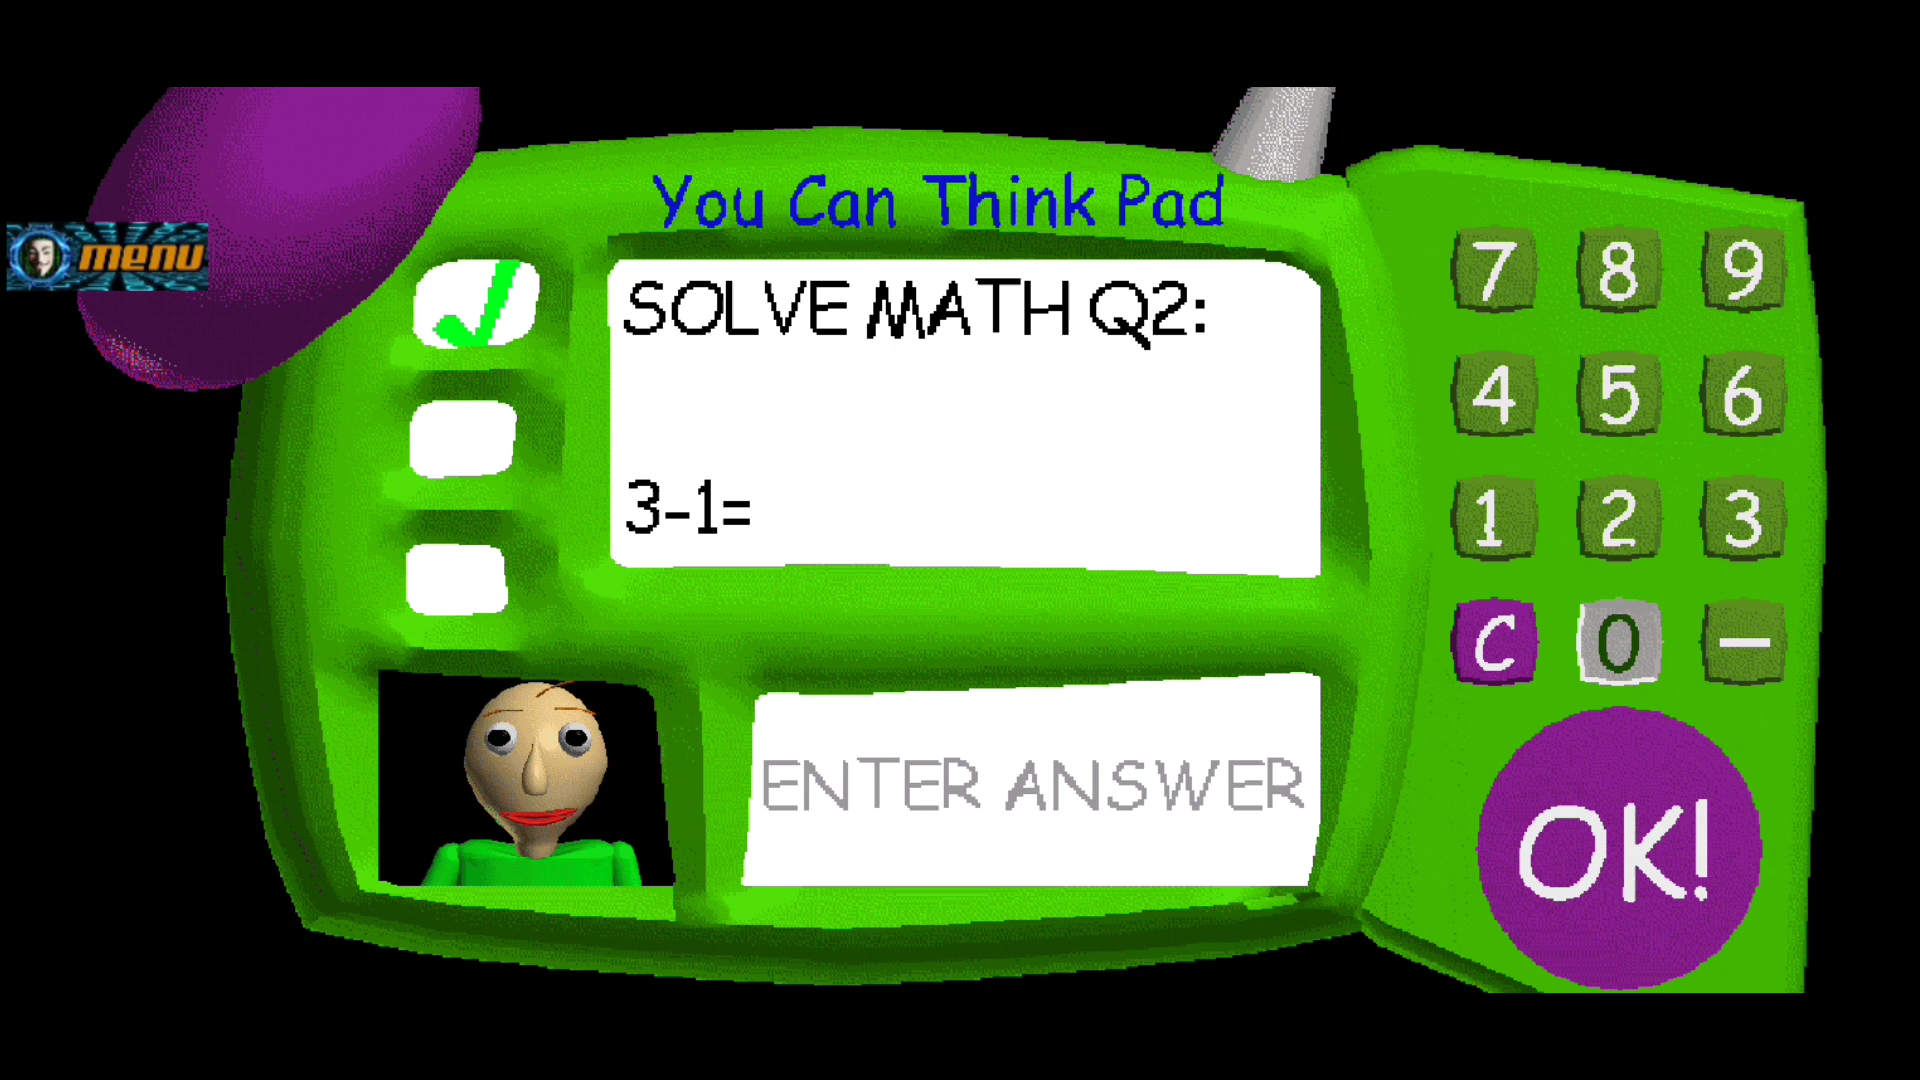 You Can Think Pad
menu
SOLVE MATH Q2:
3-1=
ENTER ANSWER
7 8 9
4 5 6
1 2 3
C 0 -
OK!